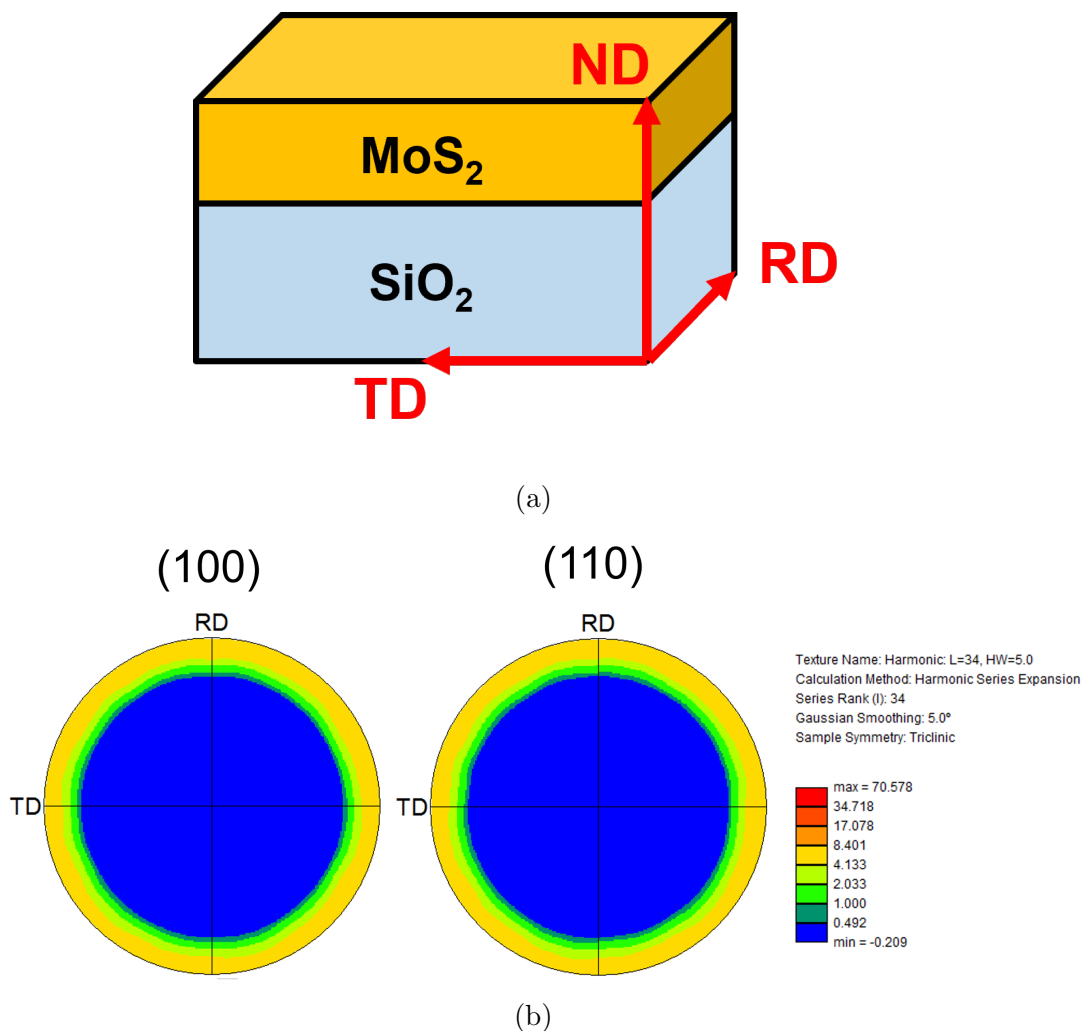 ND
MoS₂
RD
SiO₂
TD
(a)
(100) (110)
RD RD
TD TD
Texture Name: Harmonic: L=34, HW=5.0
Calculation Method: Harmonic Series Expansion
Series Rank (l): 34
Gaussian Smoothing: 5.0º
Sample Symmetry: Triclinic
max = 70.578
34.718
17.078
8.401
4.133
2.033
1.000
0.492
min = -0.209
(b)